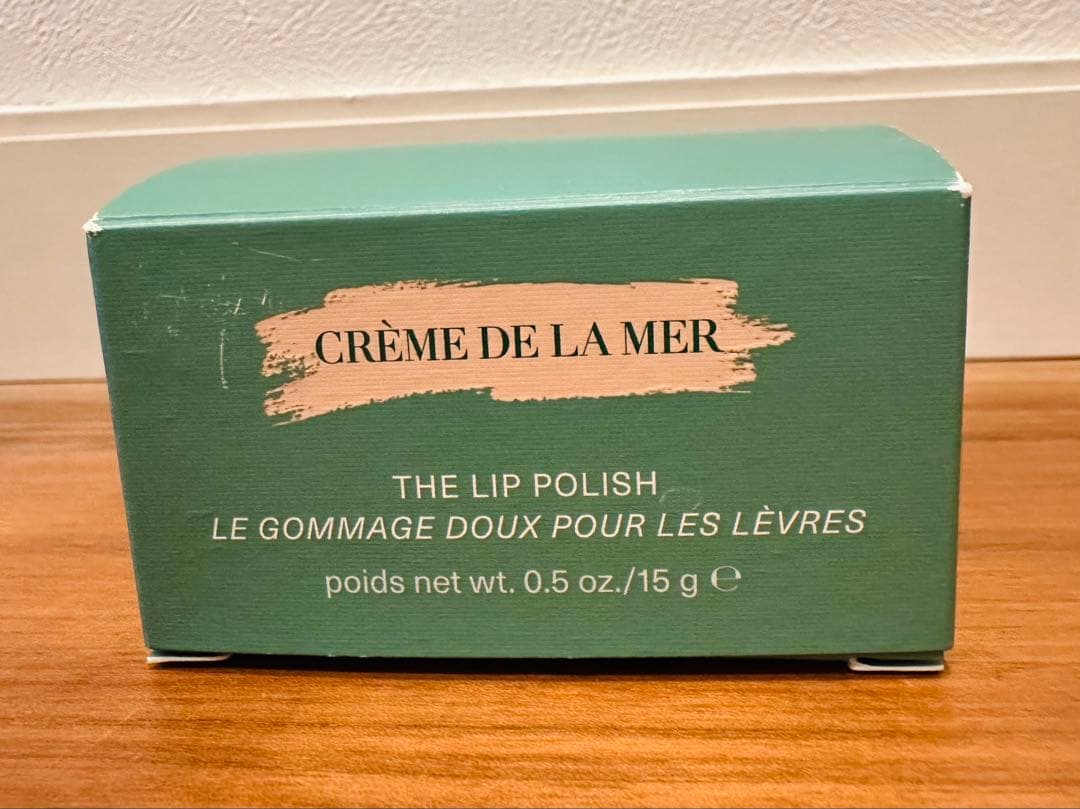 CRÈME DE LA MER
THE LIP POLISH
LE GOMMAGE DOUX POUR LES LÈVRES
poids net wt. 0.5 oz./15 g ℮